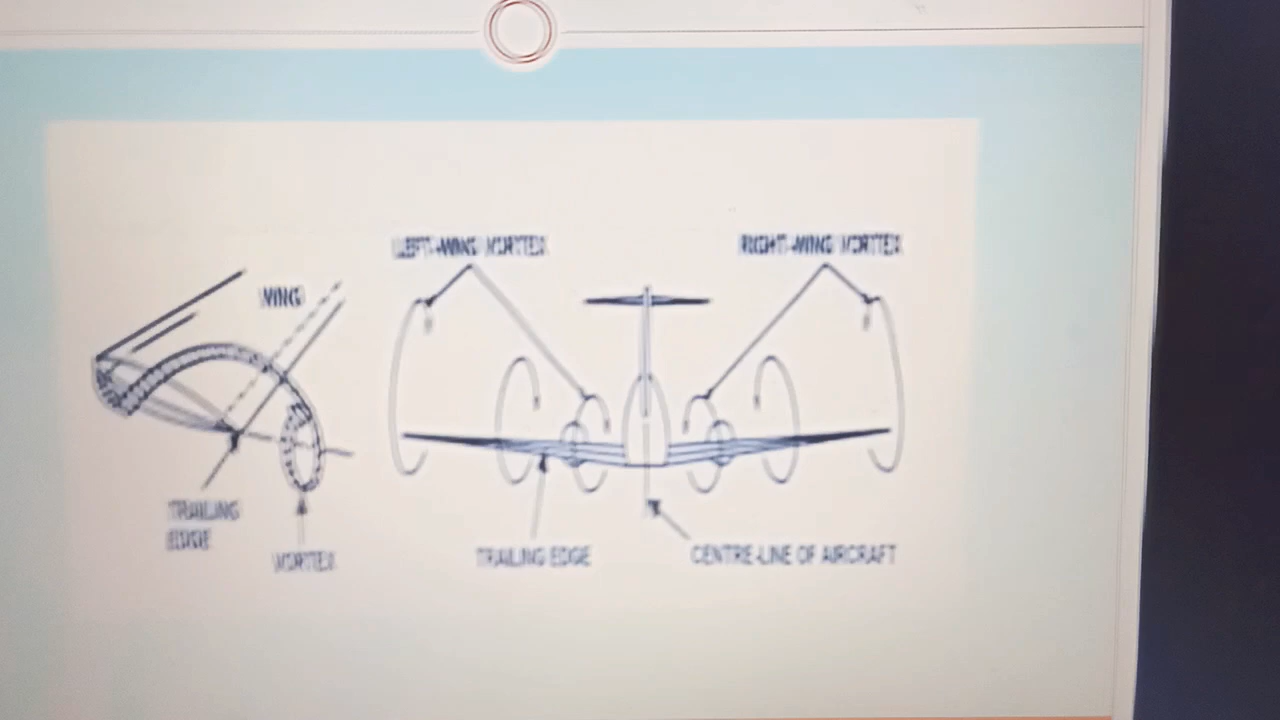 LEFT-WING VORTEX
RIGHT-WING VORTEX
WING
TRAILING
EDGE
VORTEX
TRAILING EDGE
CENTRE-LINE OF AIRCRAFT